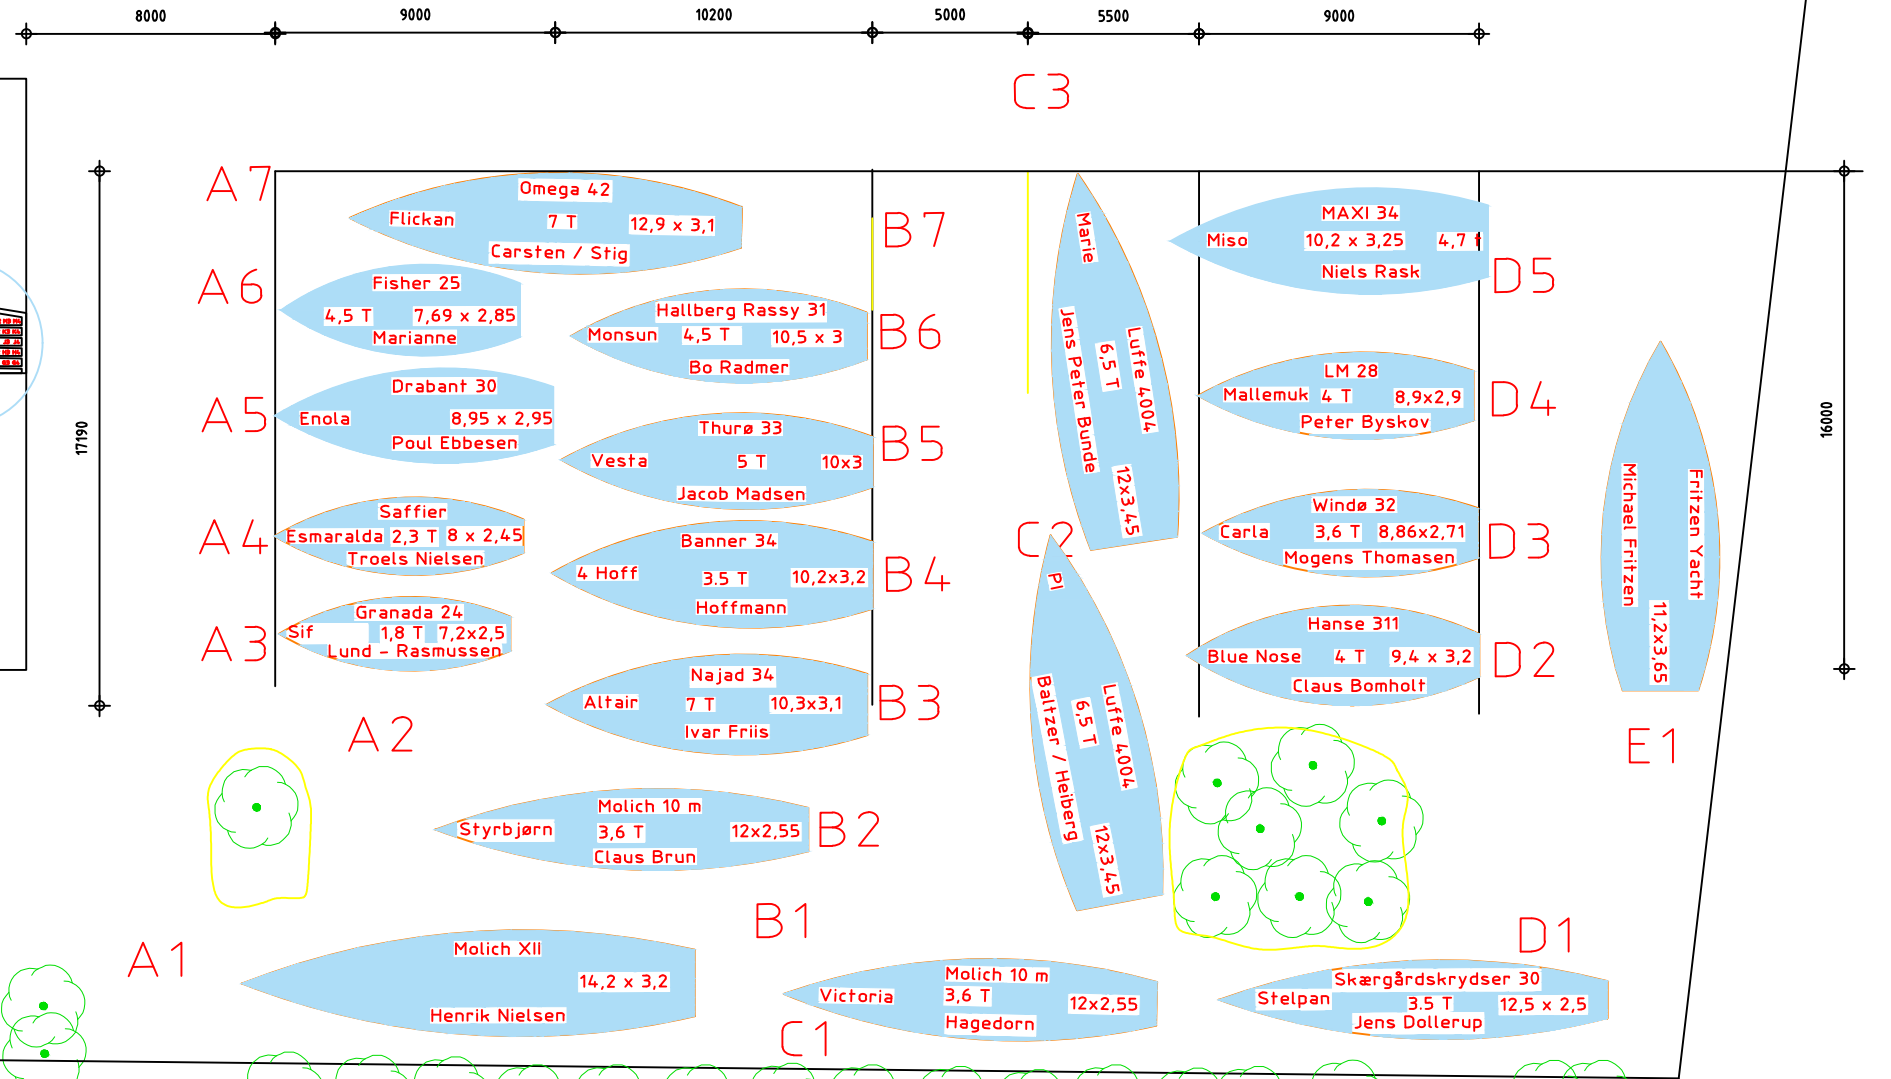 8000
9000
10200
5000
5500
9000
C3
A7
Omega 42
Flickan
7 T
12,9 x 3,1
Carsten / Stig
B7
Marie
Jens Peter Bunde
6,5 T
Luffe 4004
12x3,45
MAXI 34
Miso
10,2 x 3,25
4,7 t
Niels Rask
D5
A6
Fisher 25
4,5 T
7,69 x 2,85
Marianne
Hallberg Rassy 31
Monsun
4,5 T
10,5 x 3
Bo Radmer
B6
17190
A5
Drabant 30
Enola
8,95 x 2,95
Poul Ebbesen
Thurø 33
Vesta
5 T
10x3
Jacob Madsen
B5
LM 28
Mallemuk
4 T
8,9x2,9
Peter Byskov
D4
16000
A4
Saffier
Esmaralda
2,3 T
8 x 2,45
Troels Nielsen
Banner 34
4 Hoff
3.5 T
10,2x3,2
Hoffmann
B4
C2
Windø 32
Carla
3,6 T
8,86x2,71
Mogens Thomasen
D3
Michael Fritzen
Fritzen Yacht
11,2x3,65
E1
A3
Granada 24
Sif
1,8 T
7,2x2,5
Lund - Rasmussen
Najad 34
Altair
7 T
10,3x3,1
Ivar Friis
B3
PI
Baltzer / Heiberg
6,5 T
Luffe 4004
12x3,45
Hanse 311
Blue Nose
4 T
9,4 x 3,2
Claus Bomholt
D2
A2
Molich 10 m
Styrbjørn
3,6 T
12x2,55
Claus Brun
B2
B1
A1
Molich XII
14,2 x 3,2
Henrik Nielsen
Molich 10 m
Victoria
3,6 T
12x2,55
Hagedorn
C1
D1
Skærgårdskrydser 30
Stelpan
3.5 T
12,5 x 2,5
Jens Dollerup